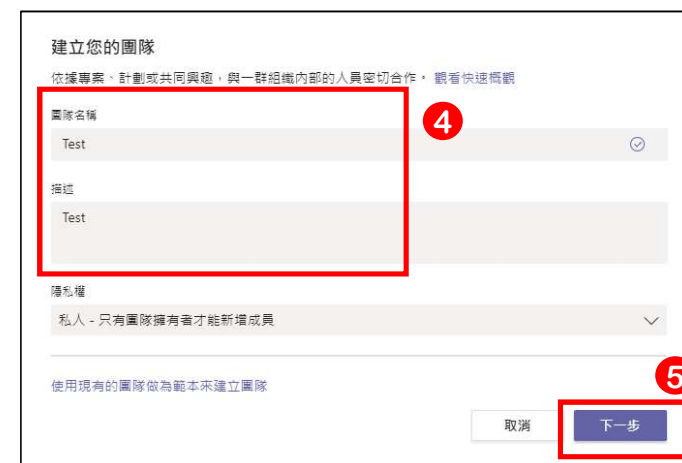 建立您的團隊
依據專案、計劃或共同興趣，與一群組織內部的人員密切合作。 觀看快速概觀
團隊名稱
4
Test
描述
Test
隱私權
私人 - 只有團隊擁有者才能新增成員
使用現有的團隊做為範本來建立團隊
5
取消 下一步